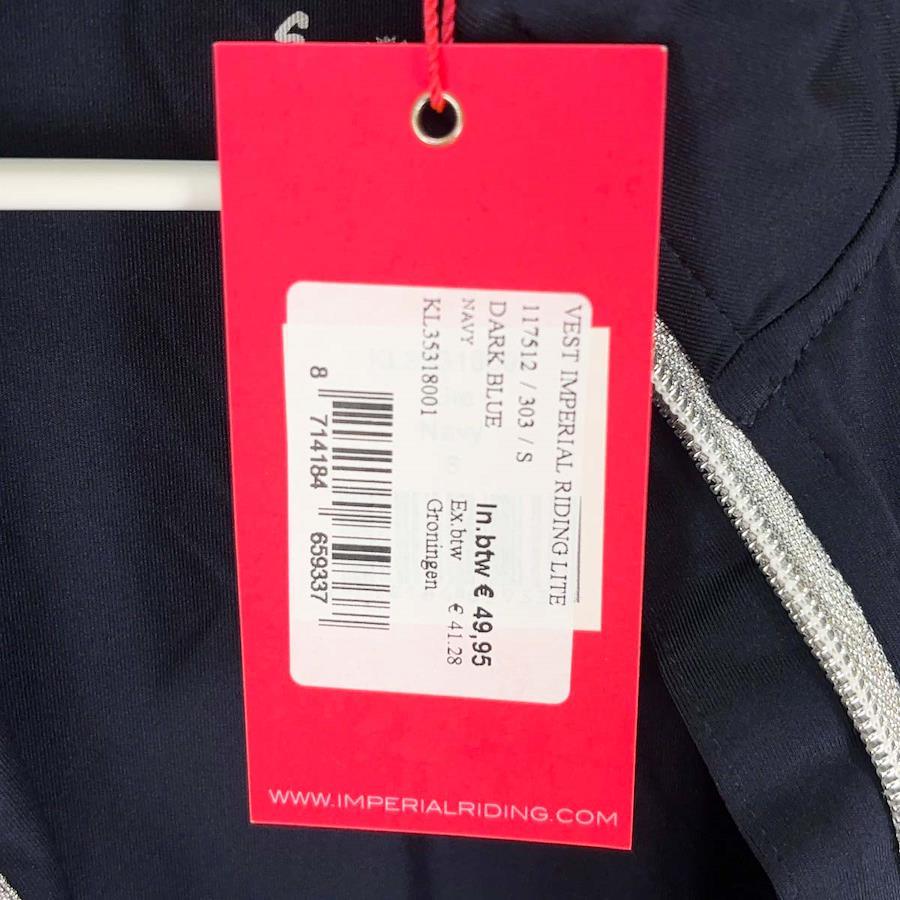 VEST IMPERIAL RIDING LITE
117512 / 303 / S
DARK BLUE
NAVY
In.btw € 49,95
Ex.btw € 41.28
KL35318001
Groningen
8 714184 659337
Navy
S
WWW.IMPERIALRIDING.COM